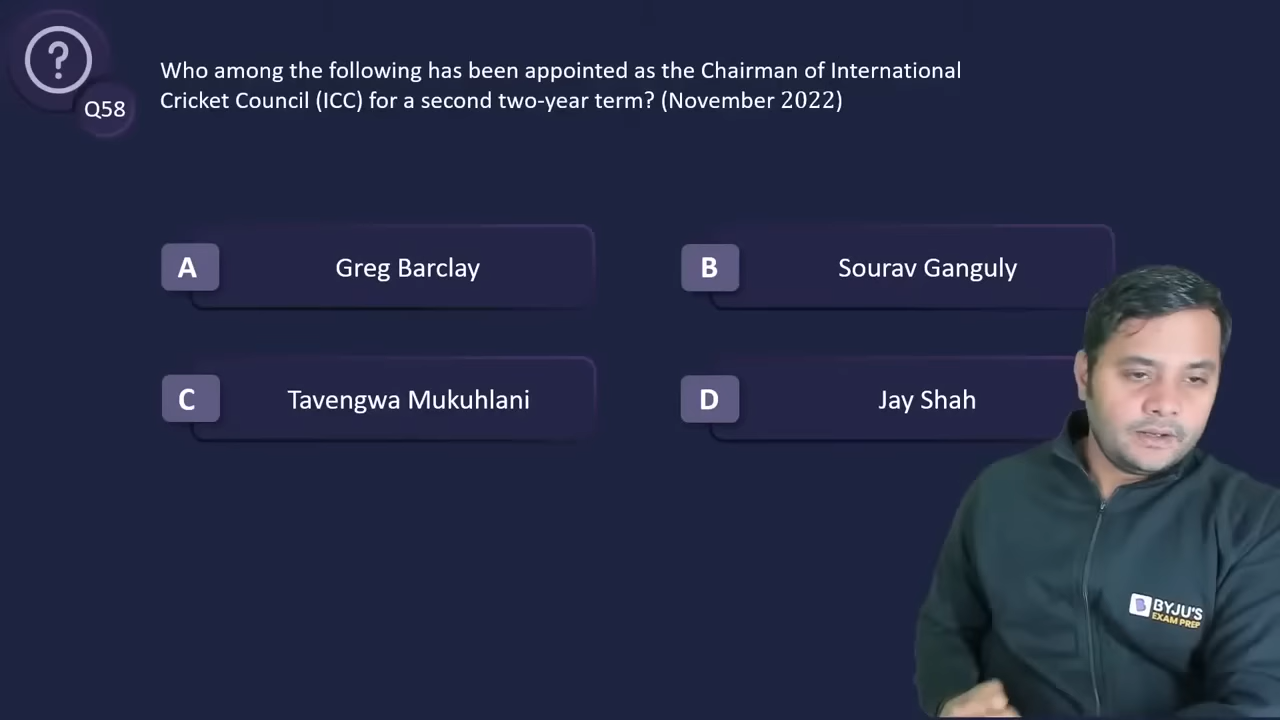 Q58
Who among the following has been appointed as the Chairman of International
Cricket Council (ICC) for a second two-year term? (November 2022)
A Greg Barclay
B Sourav Ganguly
C Tavengwa Mukuhlani
D Jay Shah
BYJU'S
EXAM PREP